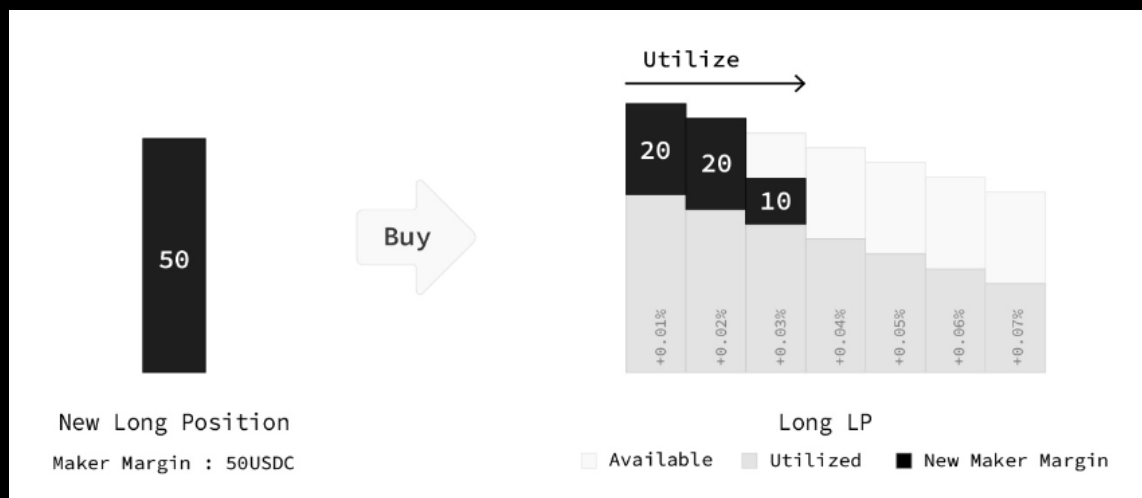 Utilize
50
Buy
20
20
10
+0.01%
+0.02%
+0.03%
+0.04%
+0.05%
+0.06%
+0.07%
New Long Position
Maker Margin : 50USDC
Long LP
Available
Utilized
New Maker Margin